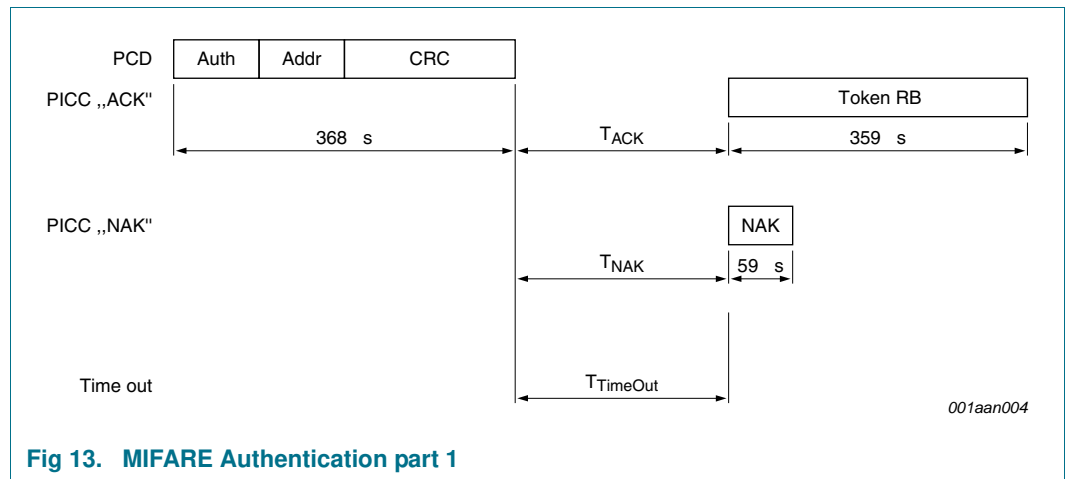 PCD Auth Addr CRC
PICC ,,ACK" Token RB
368 s TACK 359 s
PICC ,,NAK" NAK
TNAK 59 s
Time out TTimeOut
001aan004
Fig 13. MIFARE Authentication part 1